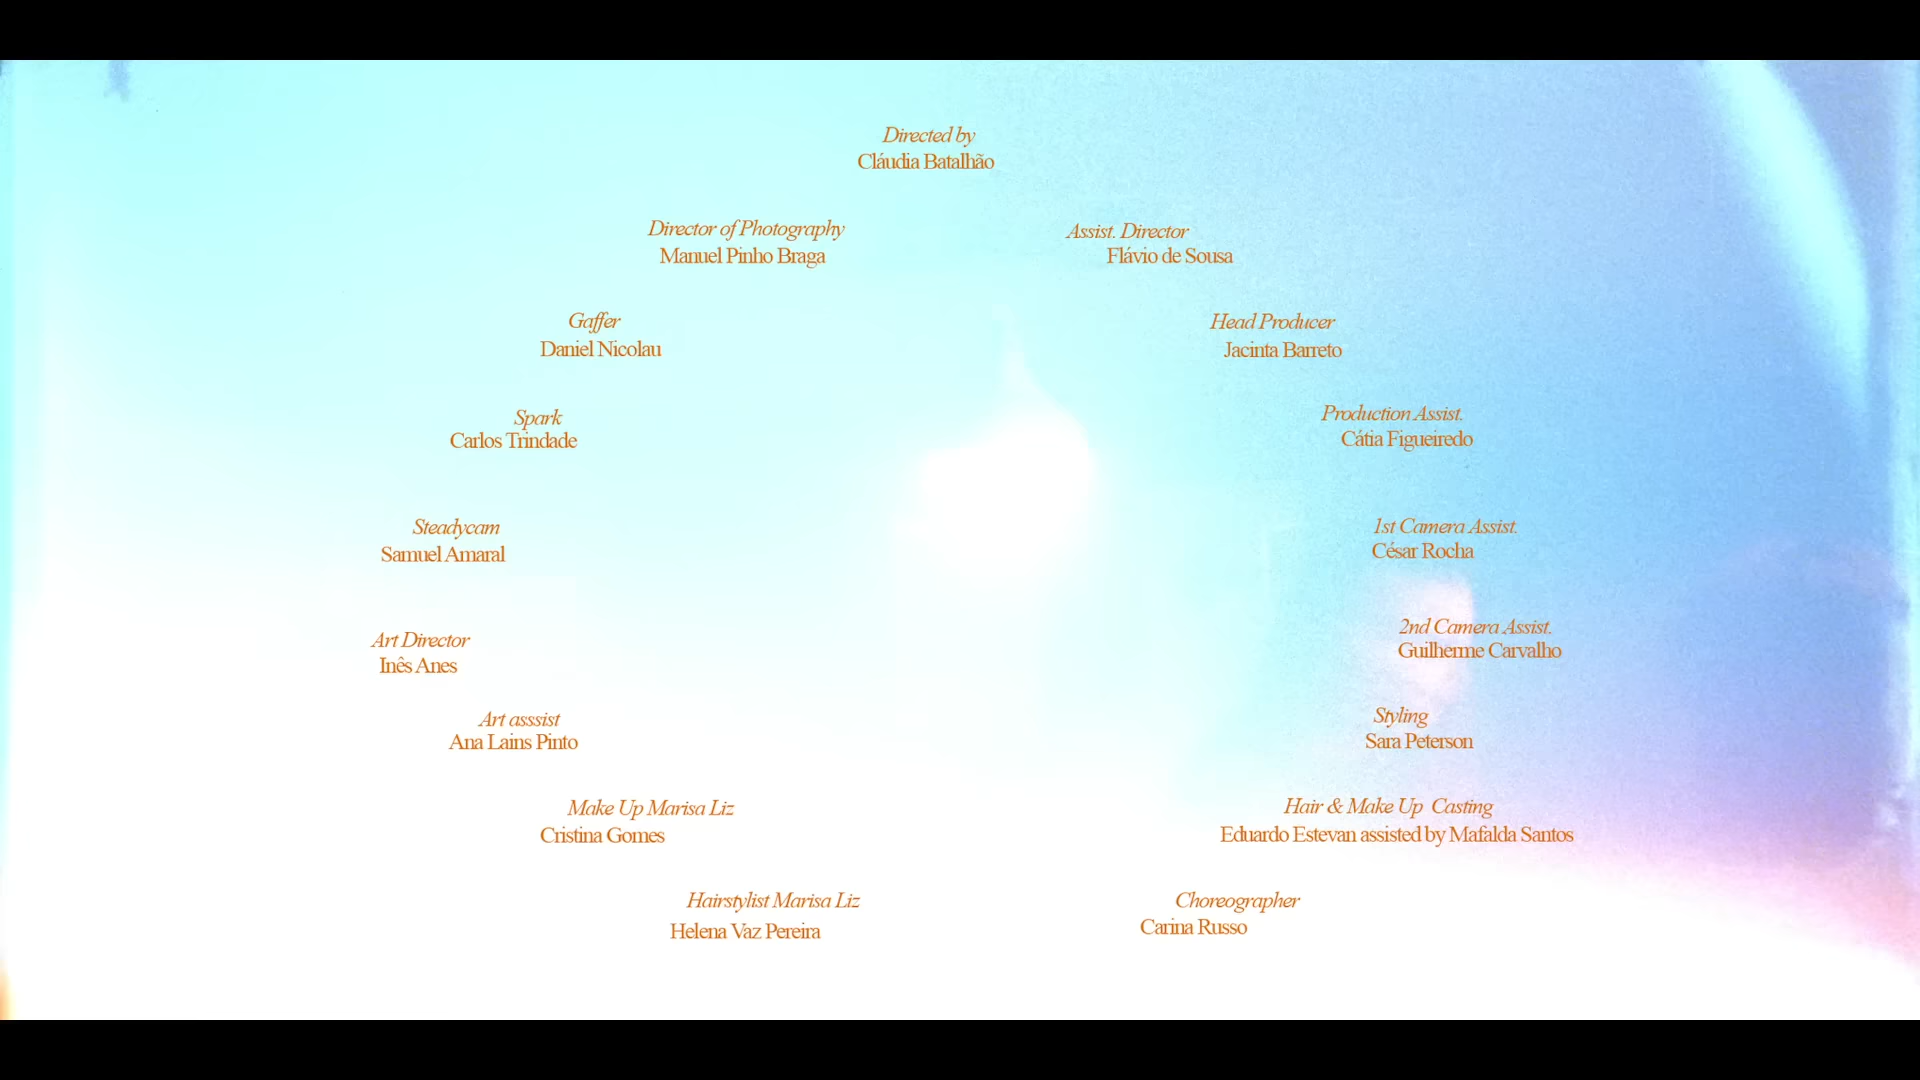 Directed by
Cláudia Batalhão
Director of Photography
Manuel Pinho Braga
Assist. Director
Flávio de Sousa
Gaffer
Daniel Nicolau
Head Producer
Jacinta Barreto
Spark
Carlos Trindade
Production Assist.
Cátia Figueiredo
Steadycam
Samuel Amaral
1st Camera Assist.
César Rocha
Art Director
Inês Anes
2nd Camera Assist.
Guilherme Carvalho
Art asssist
Ana Lains Pinto
Styling
Sara Peterson
Make Up Marisa Liz
Cristina Gomes
Hair & Make Up Casting
Eduardo Estevan assisted by Mafalda Santos
Hairstylist Marisa Liz
Helena Vaz Pereira
Choreographer
Carina Russo